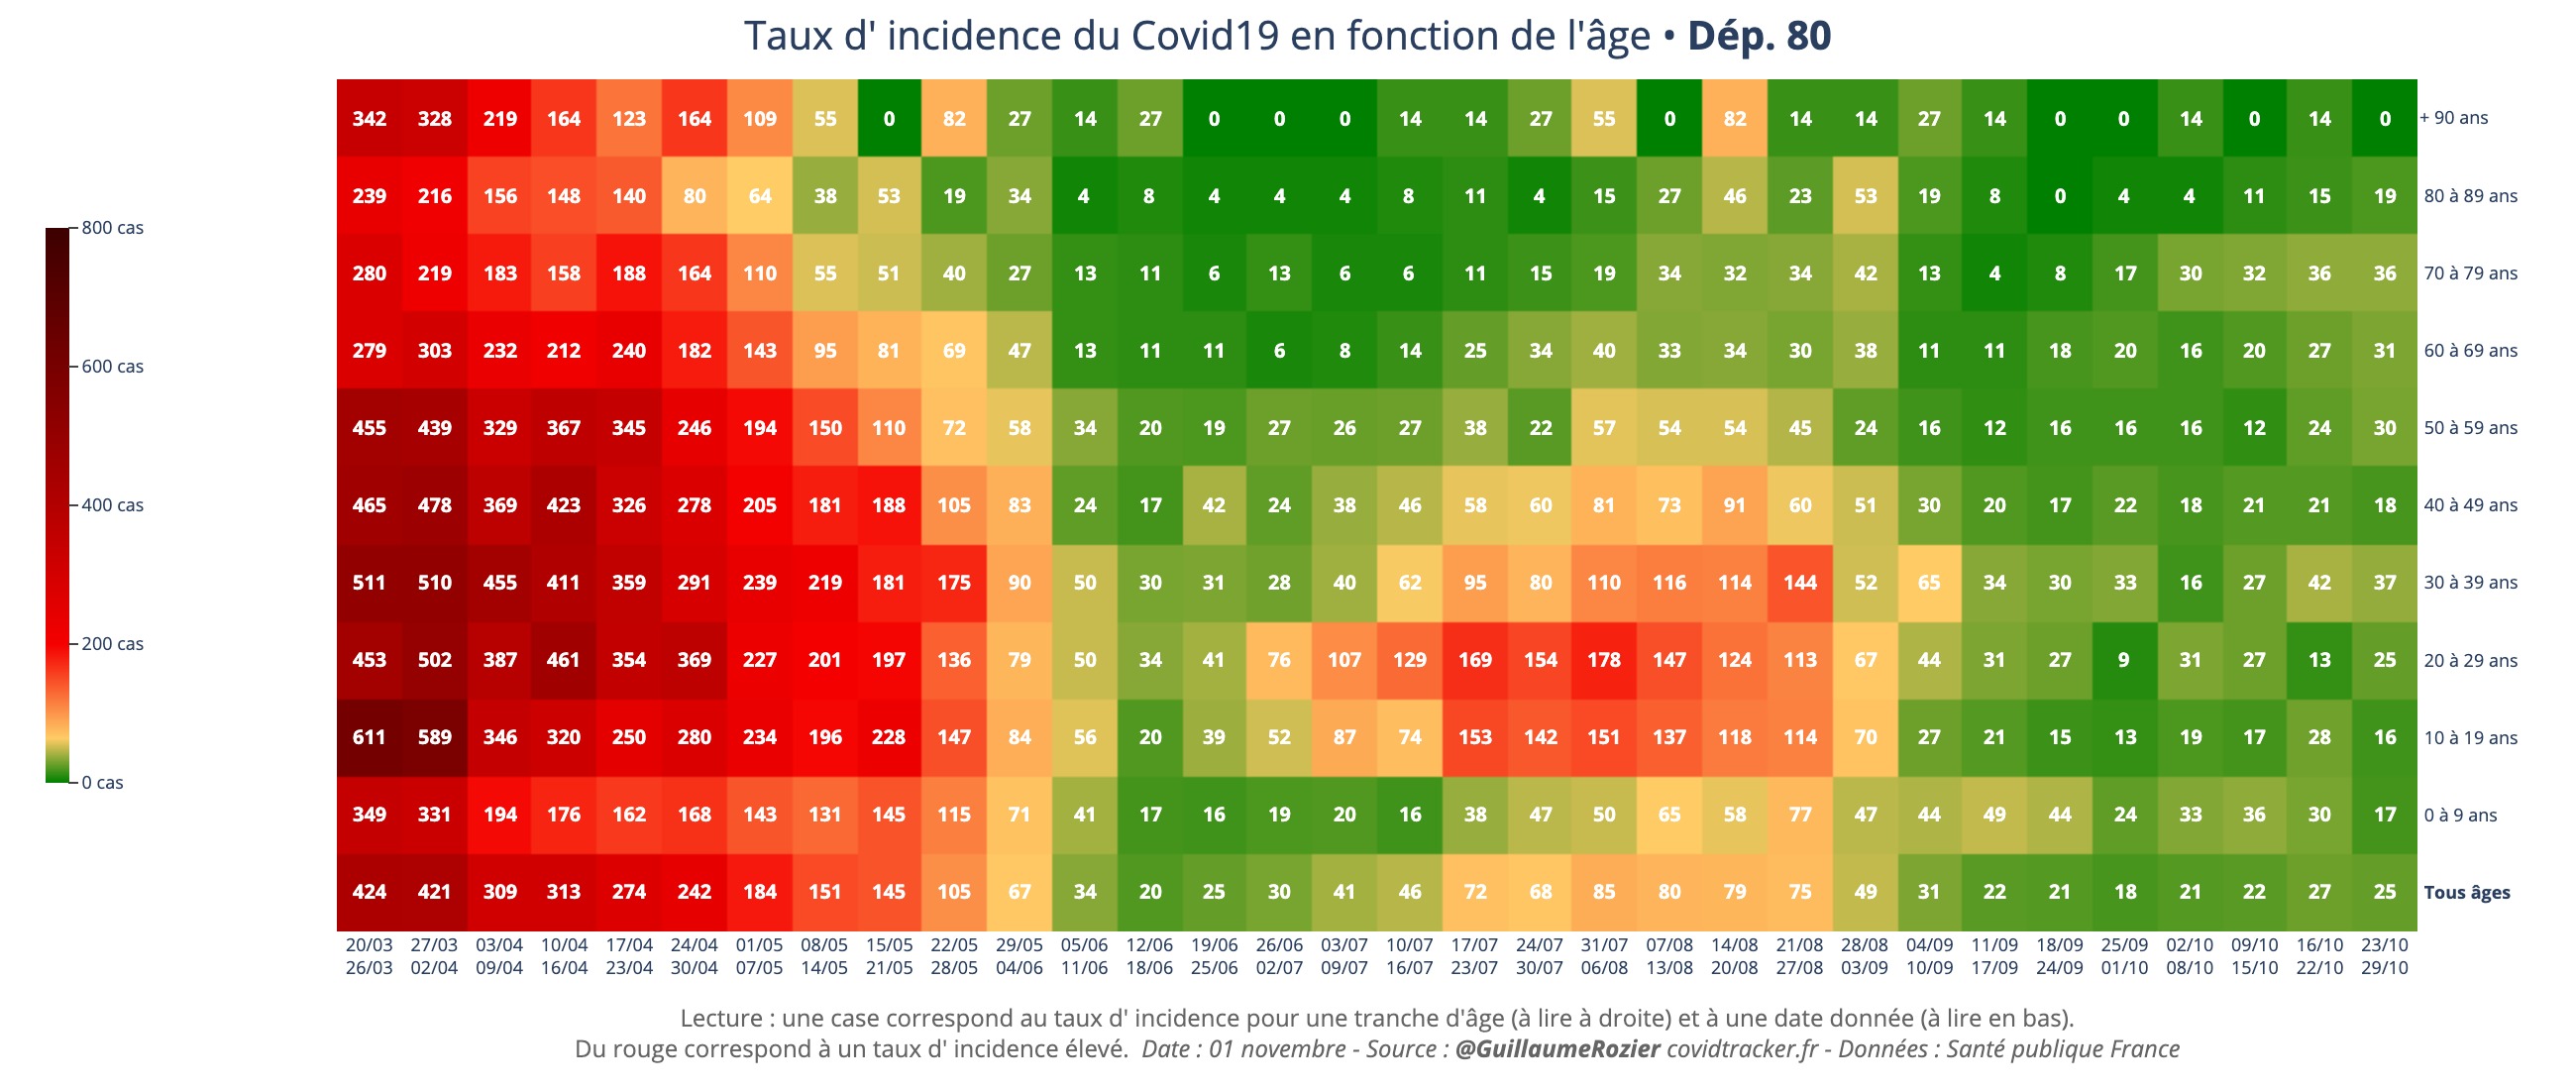 Taux d' incidence du Covid19 en fonction de l'âge • Dép. 80
342 328 219 164 123 164 109 55 0 82 27 14 27 0 0 0 14 14 27 55 0 82 14 14 27 14 0 0 14 0 14 0 + 90 ans
239 216 156 148 140 80 64 38 53 19 34 4 8 4 4 4 8 11 4 15 27 46 23 53 19 8 0 4 4 11 15 19 80 à 89 ans
280 219 183 158 188 164 110 55 51 40 27 13 11 6 13 6 6 11 15 19 34 32 34 42 13 4 8 17 30 32 36 36 70 à 79 ans
279 303 232 212 240 182 143 95 81 69 47 13 11 11 6 8 14 25 34 40 33 34 30 38 11 11 18 20 16 20 27 31 60 à 69 ans
455 439 329 367 345 246 194 150 110 72 58 34 20 19 27 26 27 38 22 57 54 54 45 24 16 12 16 16 16 12 24 30 50 à 59 ans
465 478 369 423 326 278 205 181 188 105 83 24 17 42 24 38 46 58 60 81 73 91 60 51 30 20 17 22 18 21 21 18 40 à 49 ans
511 510 455 411 359 291 239 219 181 175 90 50 30 31 28 40 62 95 80 110 116 114 144 52 65 34 30 33 16 27 42 37 30 à 39 ans
453 502 387 461 354 369 227 201 197 136 79 50 34 41 76 107 129 169 154 178 147 124 113 67 44 31 27 9 31 27 13 25 20 à 29 ans
611 589 346 320 250 280 234 196 228 147 84 56 20 39 52 87 74 153 142 151 137 118 114 70 27 21 15 13 19 17 28 16 10 à 19 ans
349 331 194 176 162 168 143 131 145 115 71 41 17 16 19 20 16 38 47 50 65 58 77 47 44 49 44 24 33 36 30 17 0 à 9 ans
424 421 309 313 274 242 184 151 145 105 67 34 20 25 30 41 46 72 68 85 80 79 75 49 31 22 21 18 21 22 27 25 Tous âges
20/03 27/03 03/04 10/04 17/04 24/04 01/05 08/05 15/05 22/05 29/05 05/06 12/06 19/06 26/06 03/07 10/07 17/07 24/07 31/07 07/08 14/08 21/08 28/08 04/09 11/09 18/09 25/09 02/10 09/10 16/10 23/10
26/03 02/04 09/04 16/04 23/04 30/04 07/05 14/05 21/05 28/05 04/06 11/06 18/06 25/06 02/07 09/07 16/07 23/07 30/07 06/08 13/08 20/08 27/08 03/09 10/09 17/09 24/09 01/10 08/10 15/10 22/10 29/10
800 cas
600 cas
400 cas
200 cas
0 cas
Lecture : une case correspond au taux d' incidence pour une tranche d'âge (à lire à droite) et à une date donnée (à lire en bas).
Du rouge correspond à un taux d' incidence élevé. Date : 01 novembre - Source : @GuillaumeRozier covidtracker.fr - Données : Santé publique France